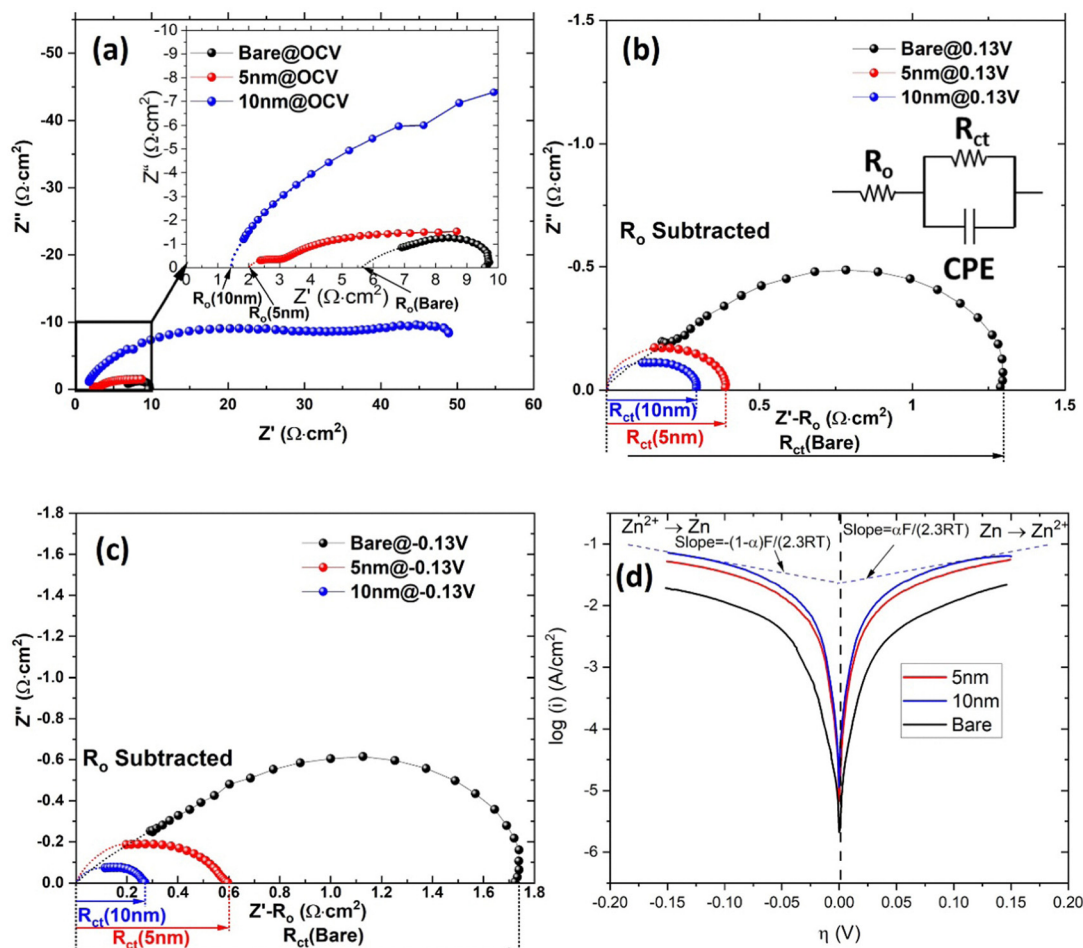 (a)
Bare@OCV
5nm@OCV
10nm@OCV
-10
-9
-8
-7
-6
-5
-4
-3
-2
-1
0
Z“ (Ω·cm²)
0 1 2 3 4 5 6 7 8 9 10
Z' (Ω·cm²)
Rₒ(10nm)
Rₒ(5nm)
Rₒ(Bare)
-50
-40
-30
-20
-10
0
Z" (Ω·cm²)
0 10 20 30 40 50 60
Z' (Ω·cm²)
(b)
Bare@0.13V
5nm@0.13V
10nm@0.13V
Rct
Rₒ
CPE
Rₒ Subtracted
-1.5
-1.0
-0.5
0.0
Z" (Ω·cm²)
0.5 1.0 1.5
Z'-Rₒ (Ω·cm²)
Rct(10nm)
Rct(5nm)
Rct(Bare)
(c)
Bare@-0.13V
5nm@-0.13V
10nm@-0.13V
Rₒ Subtracted
-1.8
-1.6
-1.4
-1.2
-1.0
-0.8
-0.6
-0.4
-0.2
0.0
Z" (Ω·cm²)
0.2 0.4 0.6 0.8 1.0 1.2 1.4 1.6 1.8
Z'-Rₒ (Ω·cm²)
Rct(10nm)
Rct(5nm)
Rct(Bare)
(d)
Zn²⁺ → Zn
Slope=-(1-α)F/(2.3RT)
Slope=αF/(2.3RT)
Zn → Zn²⁺
5nm
10nm
Bare
0
-1
-2
-3
-4
-5
-6
log (i) (A/cm²)
-0.20 -0.15 -0.10 -0.05 0.00 0.05 0.10 0.15 0.20
η (V)